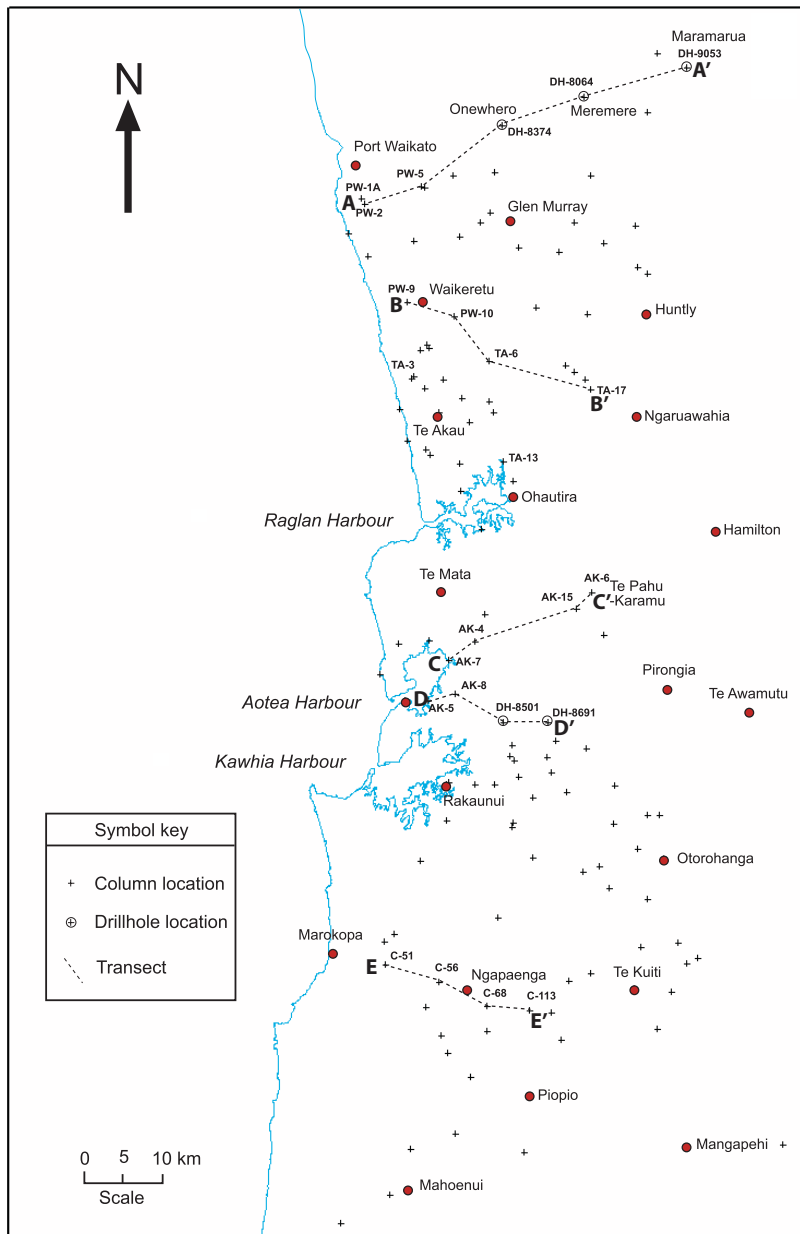 Maramarua
DH-9053
A’
N
DH-8064
Meremere
Onewhero
DH-8374
Port Waikato
PW-5
PW-1A
A
PW-2
Glen Murray
PW-9
Waikeretu
B
PW-10
Huntly
TA-6
TA-3
TA-17
B’
Ngaruawahia
Te Akau
TA-13
Ohautira
Raglan Harbour
Hamilton
Te Mata
AK-6
Te Pahu
-Karamu
AK-15
C’
AK-4
C
AK-7
Pirongia
AK-8
D
Te Awamutu
Aotea Harbour
AK-5
DH-8501
DH-8691
D’
Kawhia Harbour
Rakaunui
Symbol key
Column location
Drillhole location
Transect
Otorohanga
Marokopa
C-51
E
C-56
Ngapaenga
Te Kuiti
C-68
C-113
E’
Piopio
Mangapehi
0 5 10 km
Scale
Mahoenui